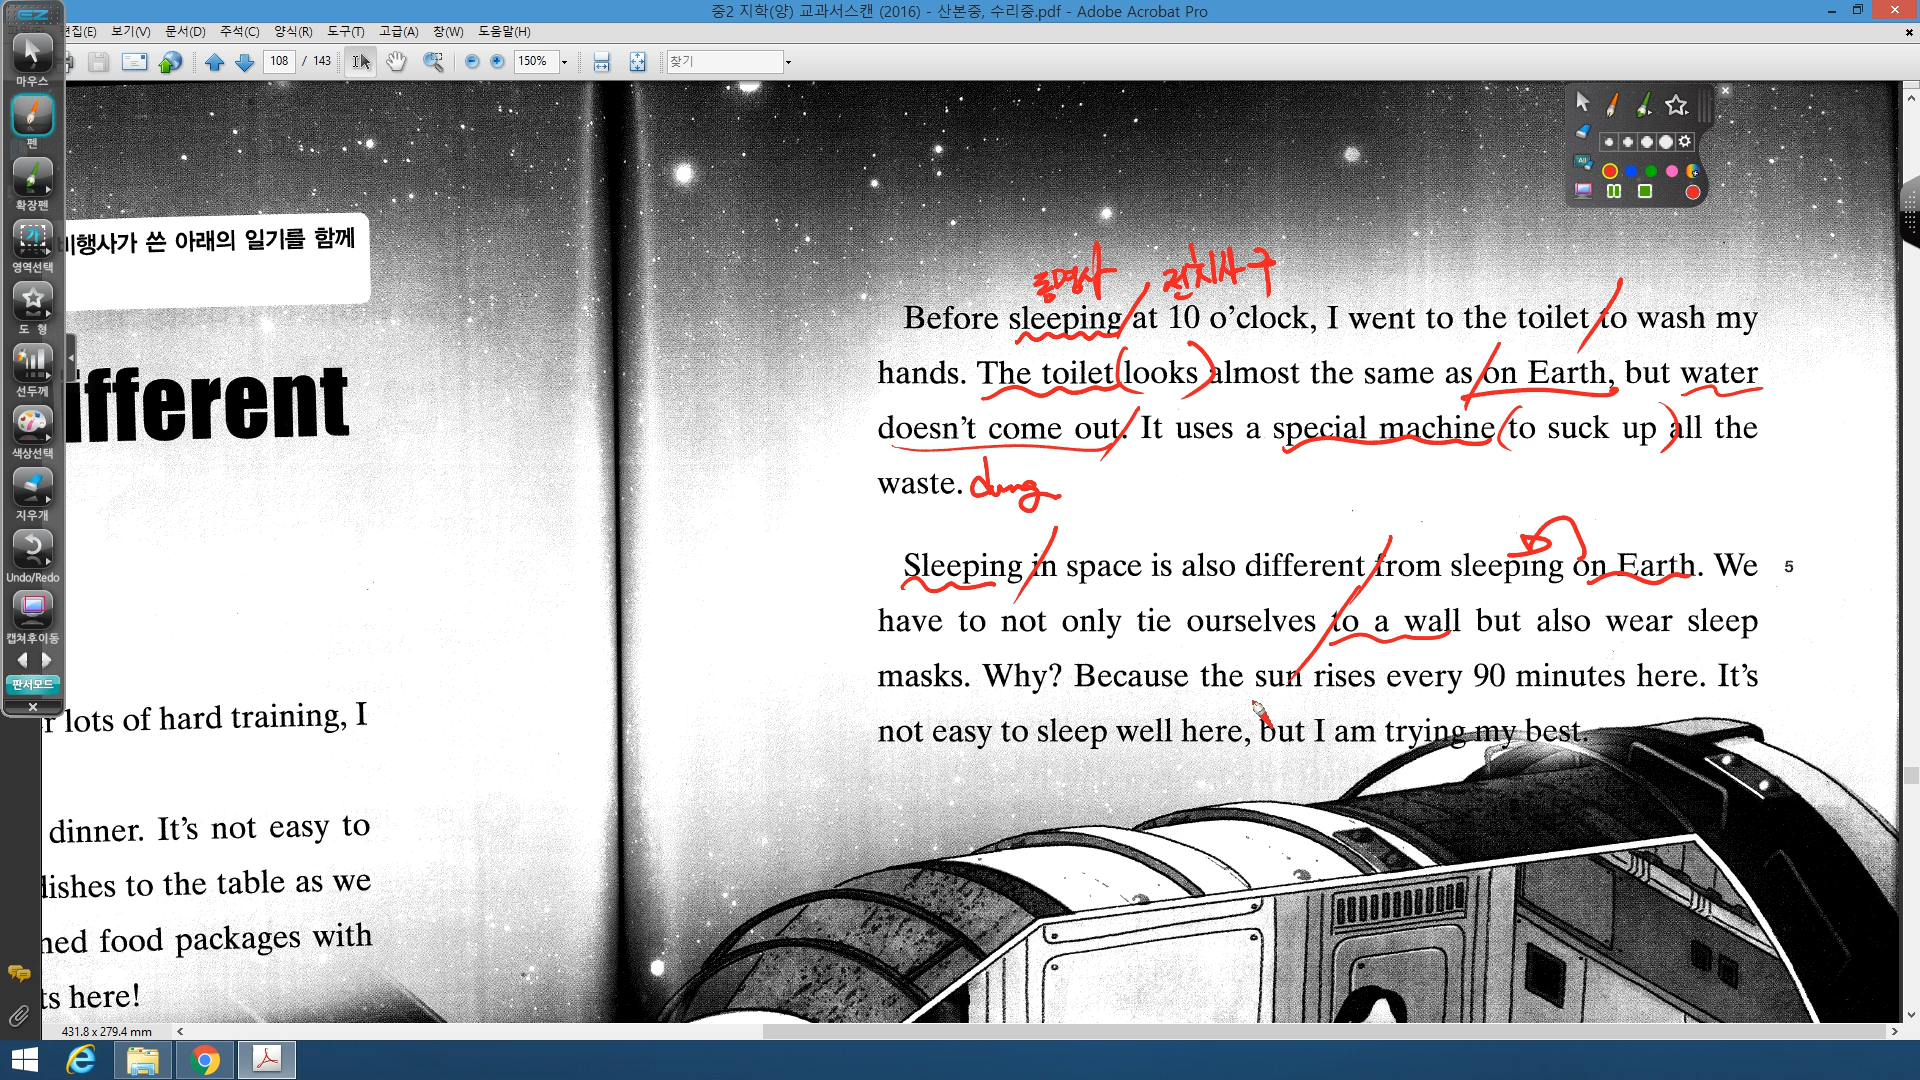 중2 지학(양) 교과서스캔 (2016) - 산본중, 수리중.pdf - Adobe Acrobat Pro
편집(E) 보기(V) 문서(D) 주석(C) 양식(R) 도구(T) 고급(A) 창(W) 도움말(H)
108 / 143 150% 찾기
마우스
펜
확장펜
영역선택
도 형
선두께
색상선택
지우개
Undo/Redo
캡쳐후이동
판서모드
비행사가 쓴 아래의 일기를 함께
ifferent
lots of hard training, I
dinner. It's not easy to
dishes to the table as we
ned food packages with
ts here!
동명사 전치사구
Before sleeping at 10 o'clock, I went to the toilet to wash my
hands. The toilet looks almost the same as on Earth, but water
doesn't come out. It uses a special machine to suck up all the
waste. dung
Sleeping in space is also different from sleeping on Earth. We 5
have to not only tie ourselves to a wall but also wear sleep
masks. Why? Because the sun rises every 90 minutes here. It's
not easy to sleep well here, but I am trying my best.
431.8 x 279.4 mm